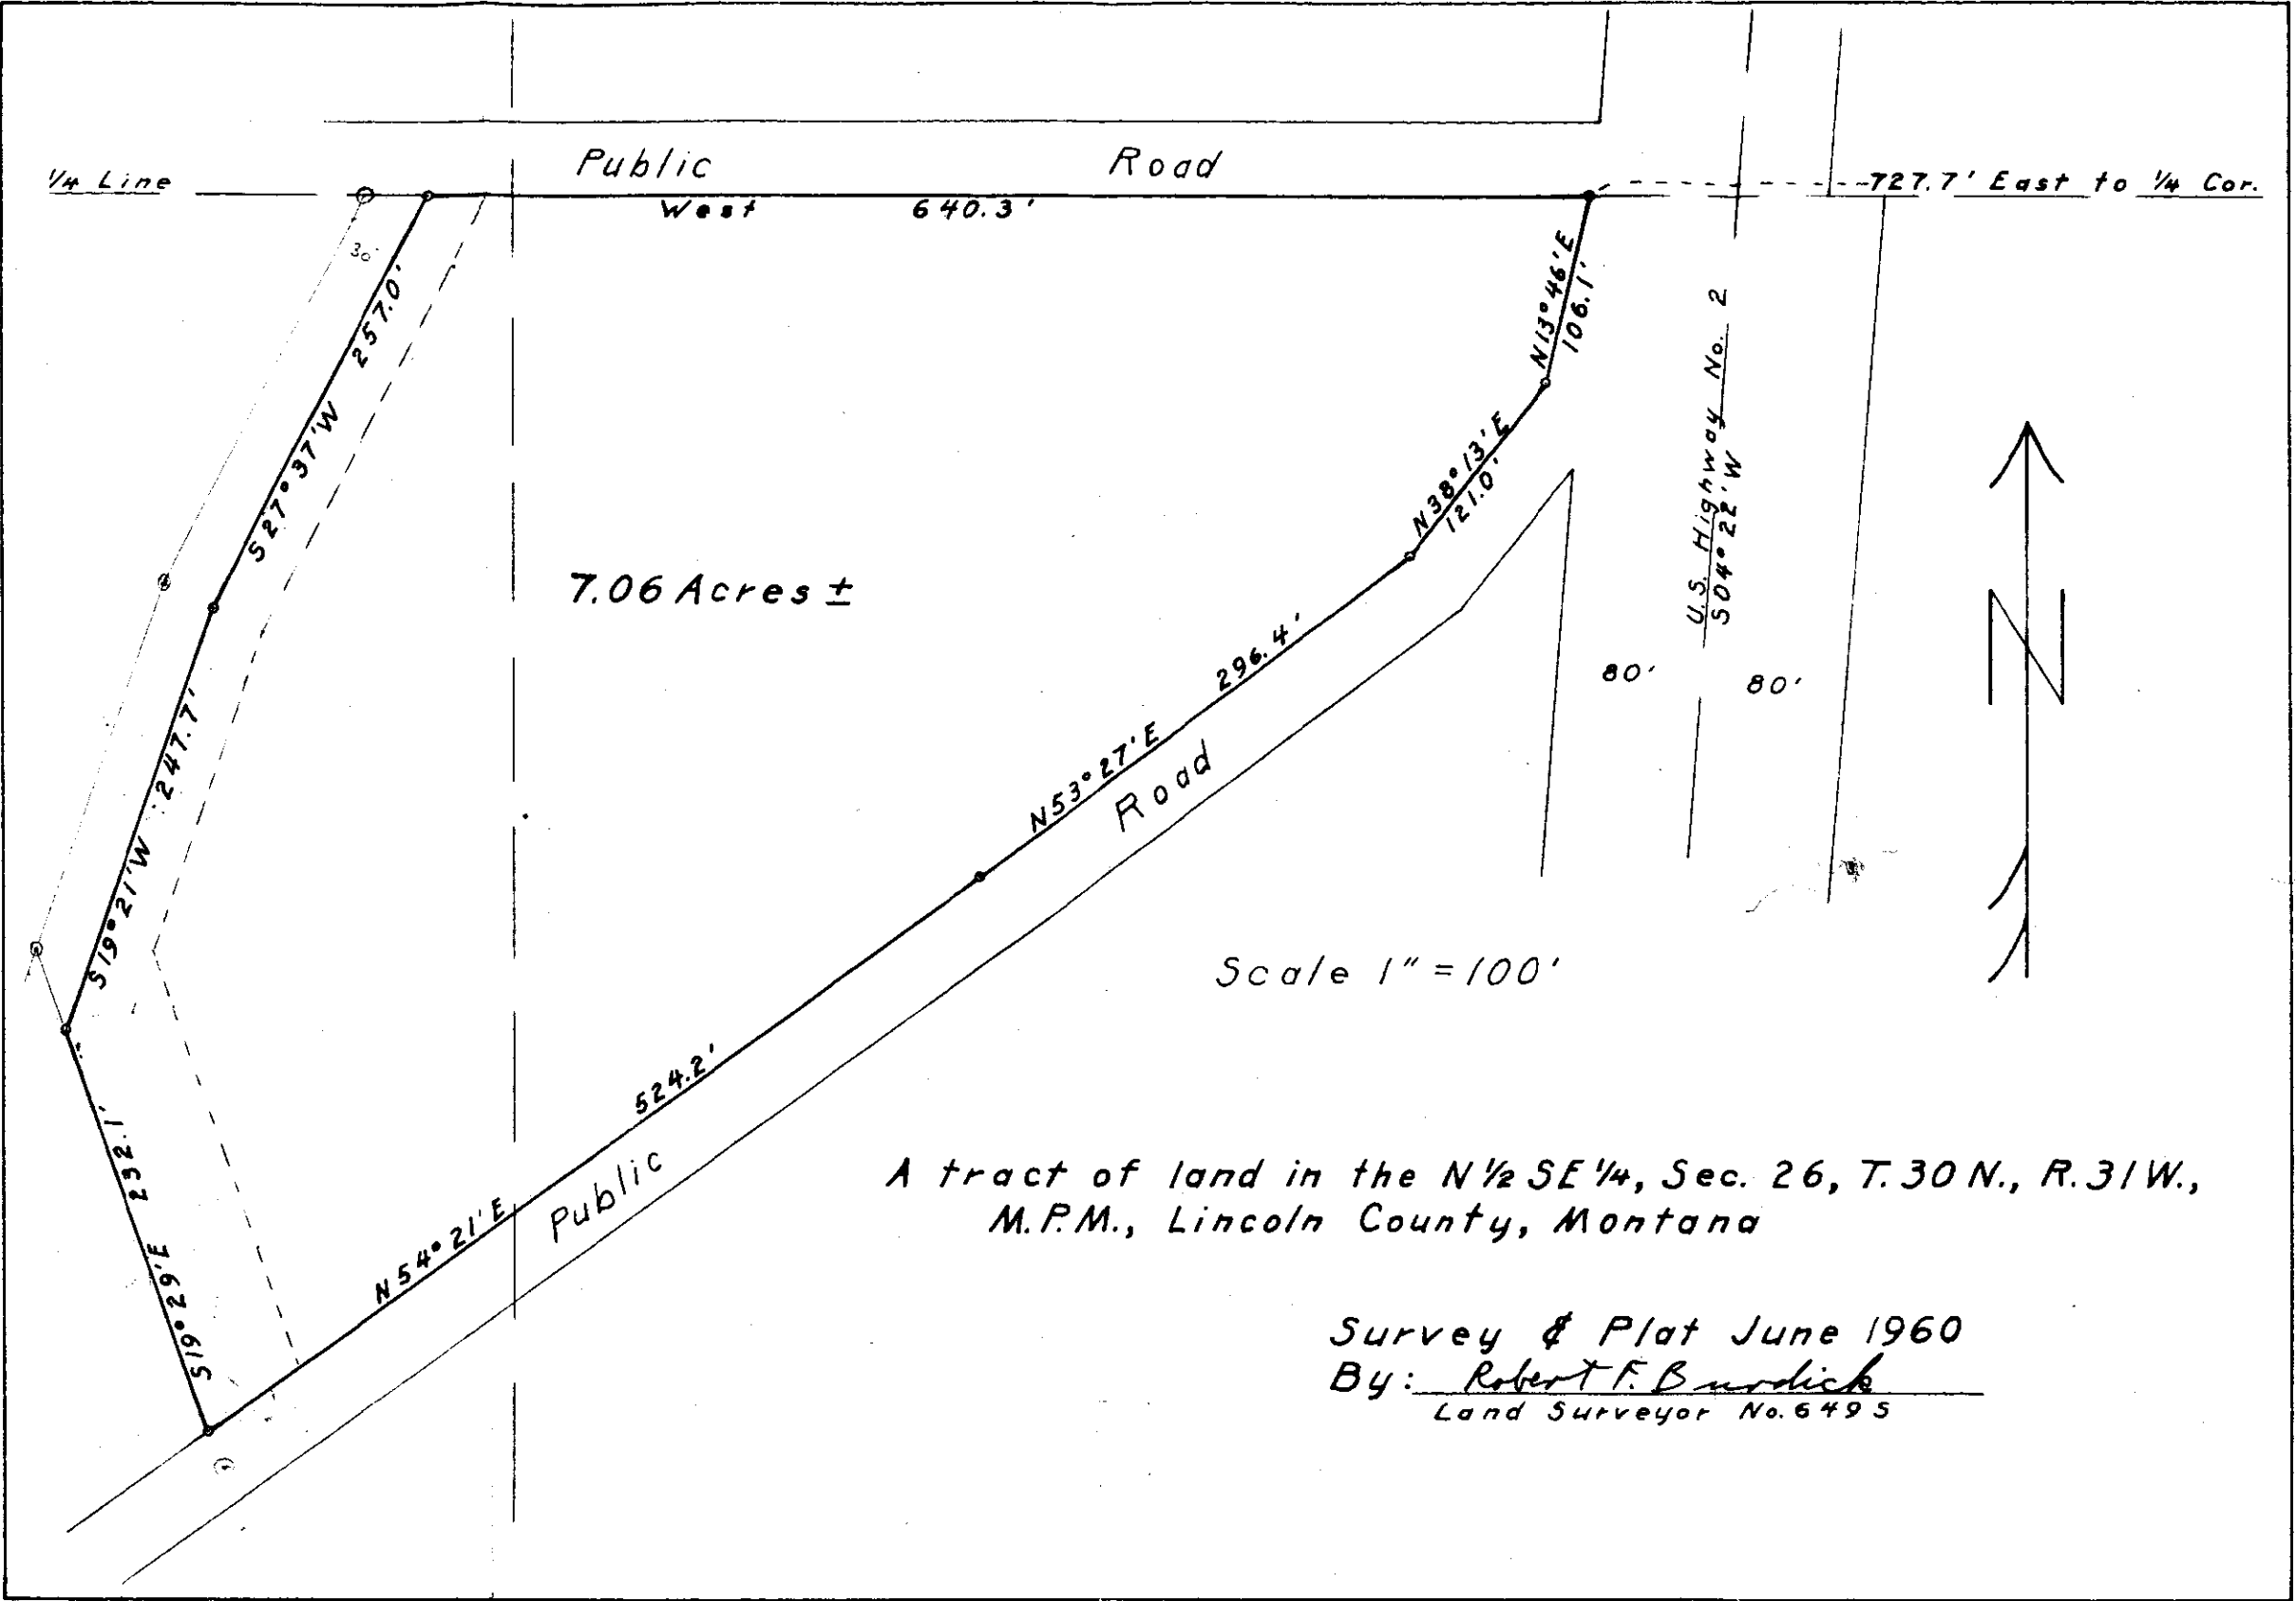 Public Road
1/4 Line
727.7' East to 1/4 Cor.
West 640.3'
30'
S27°37'W 257.0'
N13°46'E
106.1'
N38°13'E
121.0'
U.S. Highway No. 2
S04°22'W
7.06 Acres ±
296.4'
80'
80'
S19°21'W 247.7'
N53°27'E
Road
N
Scale 1" = 100'
524.2'
S19°29'E 232.1'
N54°21'E
Public
A tract of land in the N 1/2 SE 1/4, Sec. 26, T. 30 N., R. 31 W.,
M.P.M., Lincoln County, Montana
Survey & Plat June 1960
By: Robert F. Burdick
Land Surveyor No. 649 S